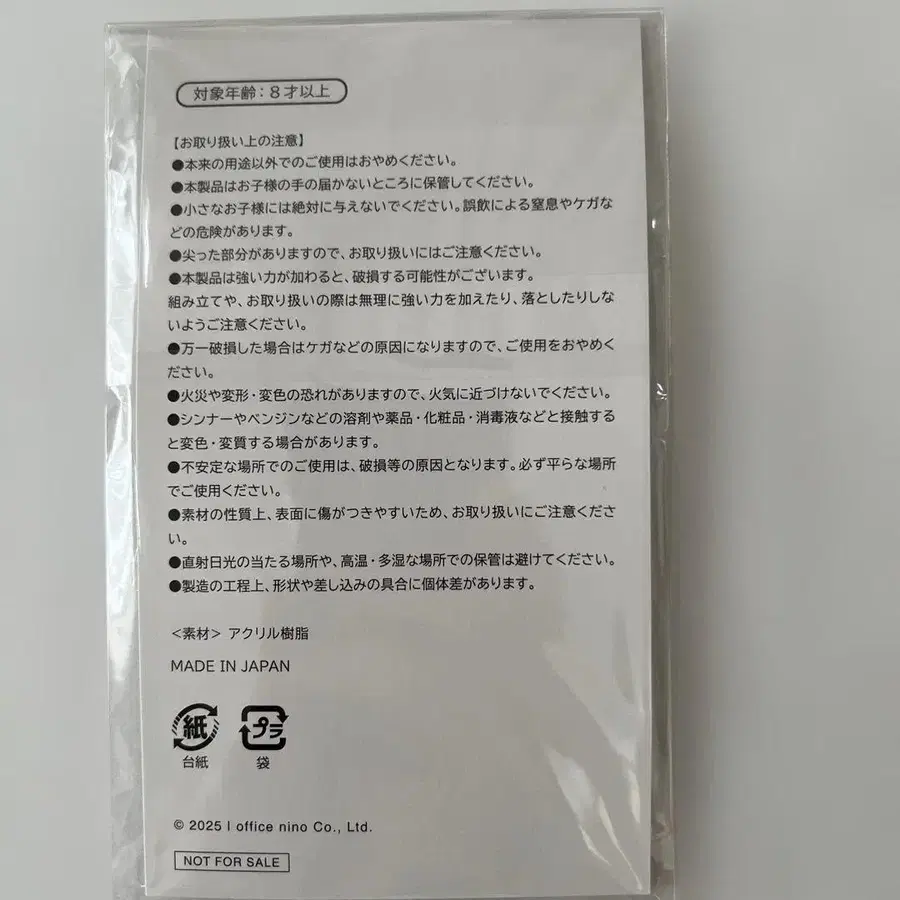 対象年齢：8才以上
【お取り扱い上の注意】
●本来の用途以外でのご使用はおやめください。
●本製品はお子様の手の届かないところに保管してください。
●小さなお子様には絶対に与えないでください。誤飲による窒息やケガな
どの危険があります。
●尖った部分がありますので、お取り扱いにはご注意ください。
●本製品は強い力が加わると、破損する可能性がございます。
組み立てや、お取り扱いの際は無理に強い力を加えたり、落としたりしな
いようご注意ください。
●万一破損した場合はケガなどの原因になりますので、ご使用をおやめく
ださい。
●火災や変形・変色の恐れがありますので、火気に近づけないでください。
●シンナーやベンジンなどの溶剤や薬品・化粧品・消毒液などと接触する
と変色・変質する場合があります。
●不安定な場所でのご使用は、破損等の原因となります。必ず平らな場所
でご使用ください。
●素材の性質上、表面に傷がつきやすいため、お取り扱いにご注意くださ
い。
●直射日光の当たる場所や、高温・多湿な場所での保管は避けてください。
●製造の工程上、形状や差し込みの具合に個体差があります。
＜素材＞ アクリル樹脂
MADE IN JAPAN
紙 プラ
台紙 袋
© 2025 I office nino Co., Ltd.
NOT FOR SALE